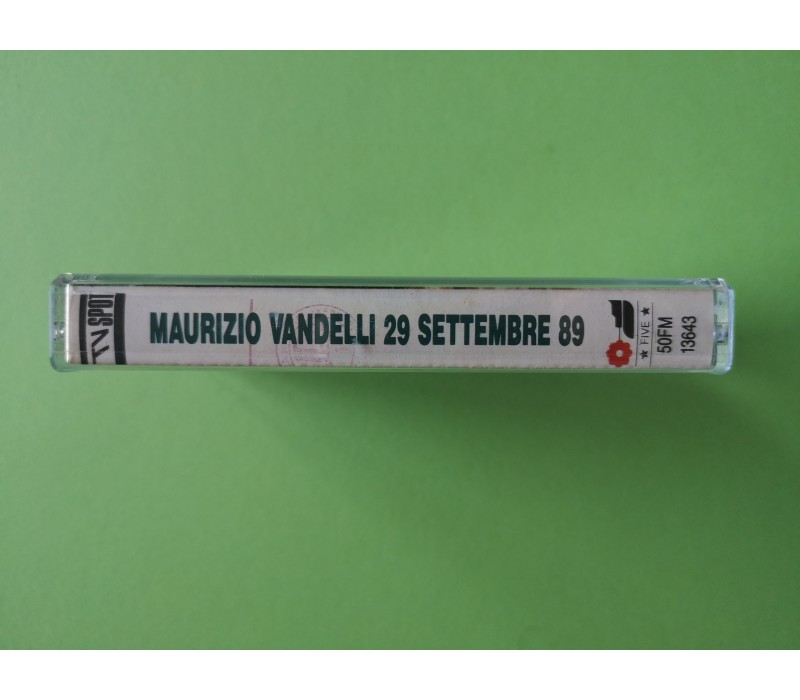 TV SPOT
MAURIZIO VANDELLI 29 SETTEMBRE 89
FIVE
50FM
13643